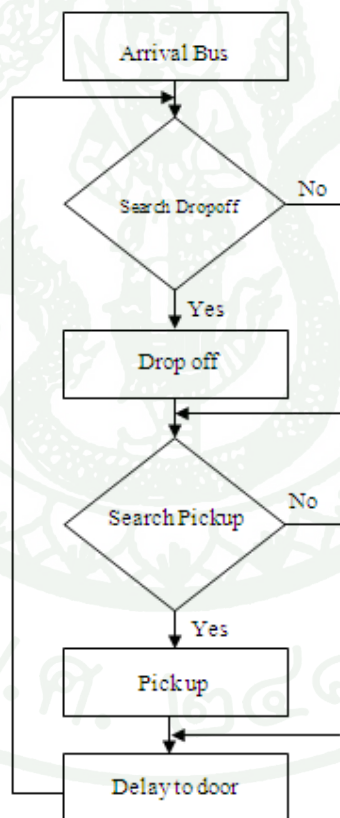 Arrival Bus
Search Dropoff
No
Yes
Drop off
Search Pickup
No
Yes
Pickup
Delay to door